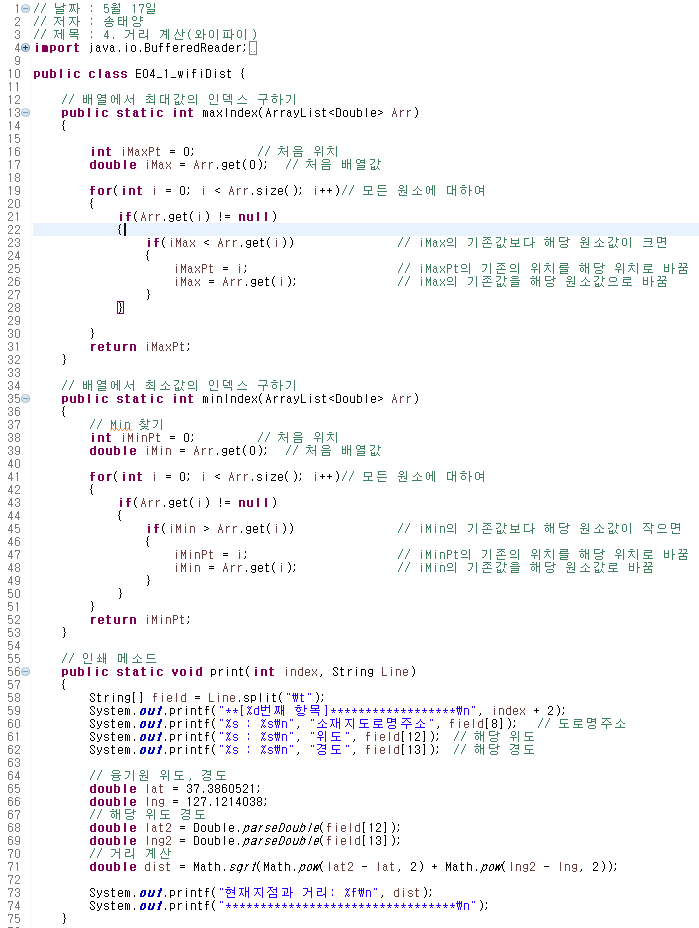 1 // 날짜 : 5월 17일
2 // 저자 : 송태양
3 // 제목 : 4. 거리 계산(와이파이)
4 import java.io.BufferedReader;
9
10 public class E04_1_wifiDist {
11
12 // 배열에서 최대값의 인덱스 구하기
13 public static int maxIndex(ArrayList<Double> Arr)
14 {
15
16 int iMaxPt = 0; // 처음 위치
17 double iMax = Arr.get(0); // 처음 배열값
18
19 for(int i = 0; i < Arr.size(); i++)// 모든 원소에 대하여
20 {
21 if(Arr.get(i) != null)
22 {
23 if(iMax < Arr.get(i)) // iMax의 기존값보다 해당 원소값이 크면
24 {
25 iMaxPt = i; // iMaxPt의 기존의 위치를 해당 위치로 바꿈
26 iMax = Arr.get(i); // iMax의 기존값을 해당 원소값으로 바꿈
27 }
28 }
29
30 }
31 return iMaxPt;
32 }
33
34 // 배열에서 최소값의 인덱스 구하기
35 public static int minIndex(ArrayList<Double> Arr)
36 {
37 // Min 찾기
38 int iMinPt = 0; // 처음 위치
39 double iMin = Arr.get(0); // 처음 배열값
40
41 for(int i = 0; i < Arr.size(); i++)// 모든 원소에 대하여
42 {
43 if(Arr.get(i) != null)
44 {
45 if(iMin > Arr.get(i)) // iMin의 기존값보다 해당 원소값이 작으면
46 {
47 iMinPt = i; // iMinPt의 기존의 위치를 해당 위치로 바꿈
48 iMin = Arr.get(i); // iMin의 기존값을 해당 원소값로 바꿈
49 }
50 }
51 }
52 return iMinPt;
53 }
54
55 // 인쇄 메소드
56 public static void print(int index, String Line)
57 {
58 String[] field = Line.split("₩t");
59 System.out.printf("**[%d번째 항목]******************₩n", index + 2);
60 System.out.printf("%s : %s₩n", "소재지도로명주소", field[8]); // 도로명주소
61 System.out.printf("%s : %s₩n", "위도", field[12]); // 해당 위도
62 System.out.printf("%s : %s₩n", "경도", field[13]); // 해당 경도
63
64 // 융기원 위도, 경도
65 double lat = 37.3860521;
66 double lng = 127.1214038;
67 // 해당 위도 경도
68 double lat2 = Double.parseDouble(field[12]);
69 double lng2 = Double.parseDouble(field[13]);
70 // 거리 계산
71 double dist = Math.sqrt(Math.pow(lat2 - lat, 2) + Math.pow(lng2 - lng, 2));
72
73 System.out.printf("현재지점과 거리: %f₩n", dist);
74 System.out.printf("*********************************₩n");
75 }